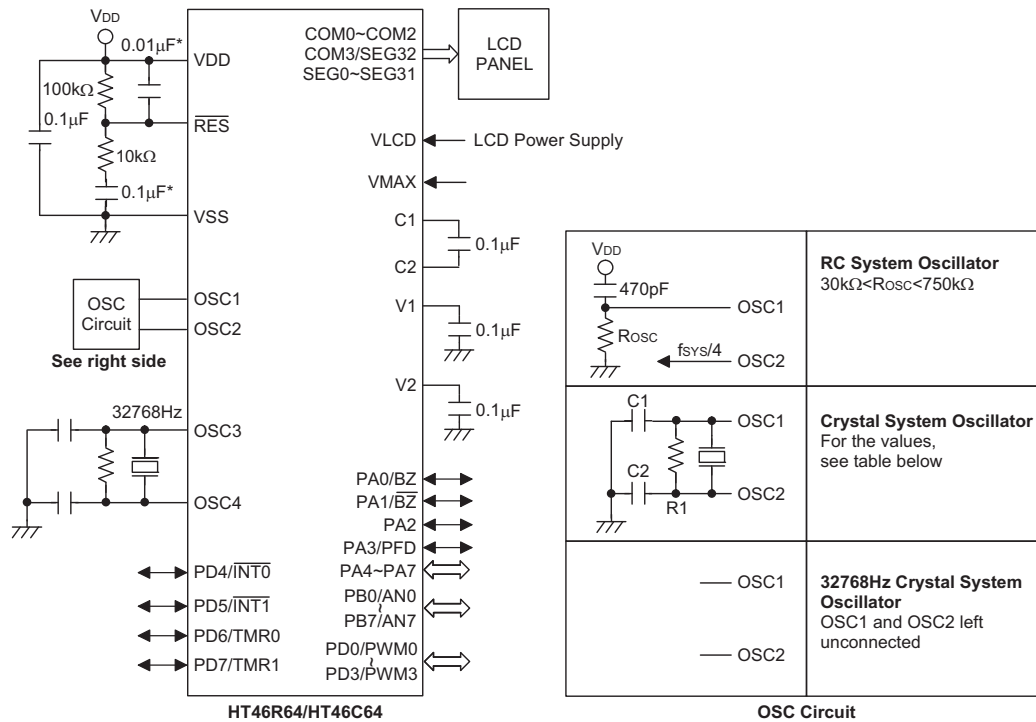 VDD
0.01μF*
VDD
100kΩ
0.1μF
RES
10kΩ
0.1μF*
VSS
OSC
Circuit
OSC1
OSC2
See right side
32768Hz
OSC3
OSC4
PD4/INT0
PD5/INT1
PD6/TMR0
PD7/TMR1
COM0~COM2
COM3/SEG32
SEG0~SEG31
LCD
PANEL
VLCD
LCD Power Supply
VMAX
C1
0.1μF
C2
V1
0.1μF
V2
0.1μF
PA0/BZ
PA1/BZ
PA2
PA3/PFD
PA4~PA7
PB0/AN0
~
PB7/AN7
PD0/PWM0
~
PD3/PWM3
HT46R64/HT46C64
VDD
470pF
OSC1
ROSC
fSYS/4
OSC2
RC System Oscillator
30kΩ<ROSC<750kΩ
C1
OSC1
C2
OSC2
R1
Crystal System Oscillator
For the values,
see table below
OSC1
OSC2
32768Hz Crystal System
Oscillator
OSC1 and OSC2 left
unconnected
OSC Circuit